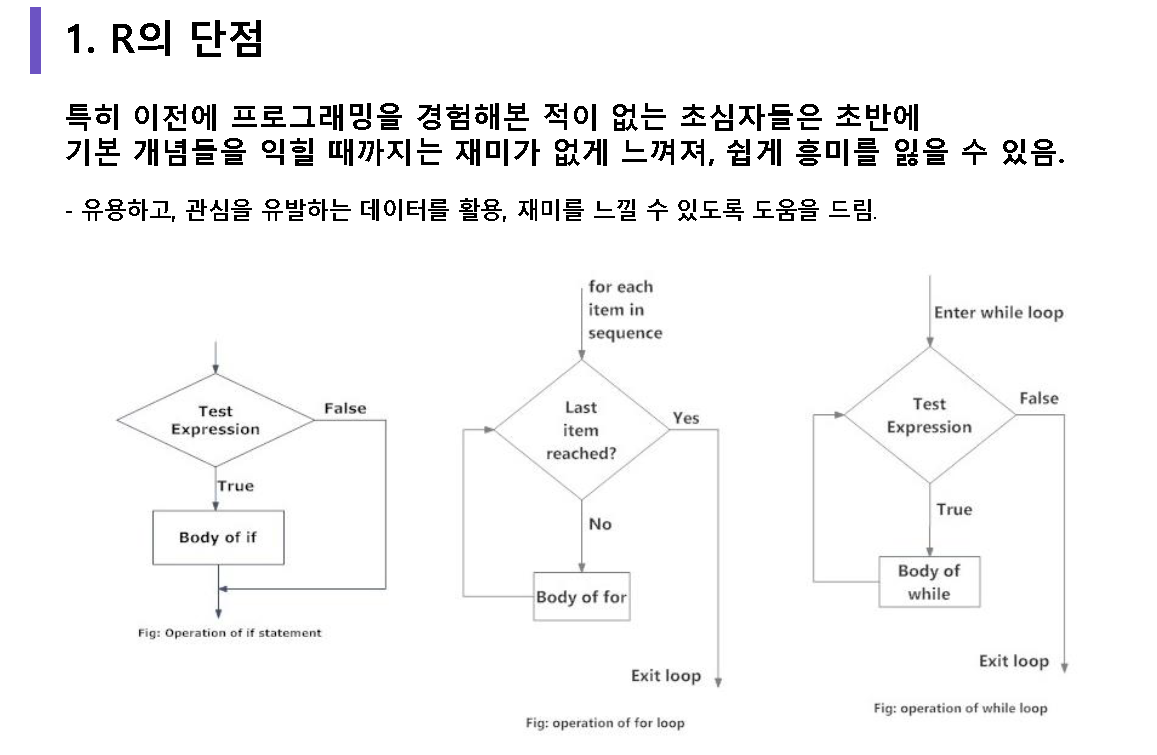 1. R의 단점
특히 이전에 프로그래밍을 경험해본 적이 없는 초심자들은 초반에
기본 개념들을 익힐 때까지는 재미가 없게 느껴져, 쉽게 흥미를 잃을 수 있음.
- 유용하고, 관심을 유발하는 데이터를 활용, 재미를 느낄 수 있도록 도움을 드림.
Test
Expression
False
True
Body of if
Fig: Operation of if statement
for each
item in
sequence
Last
item
reached?
Yes
No
Body of for
Exit loop
Fig: operation of for loop
Enter while loop
Test
Expression
False
True
Body of
while
Exit loop
Fig: operation of while loop